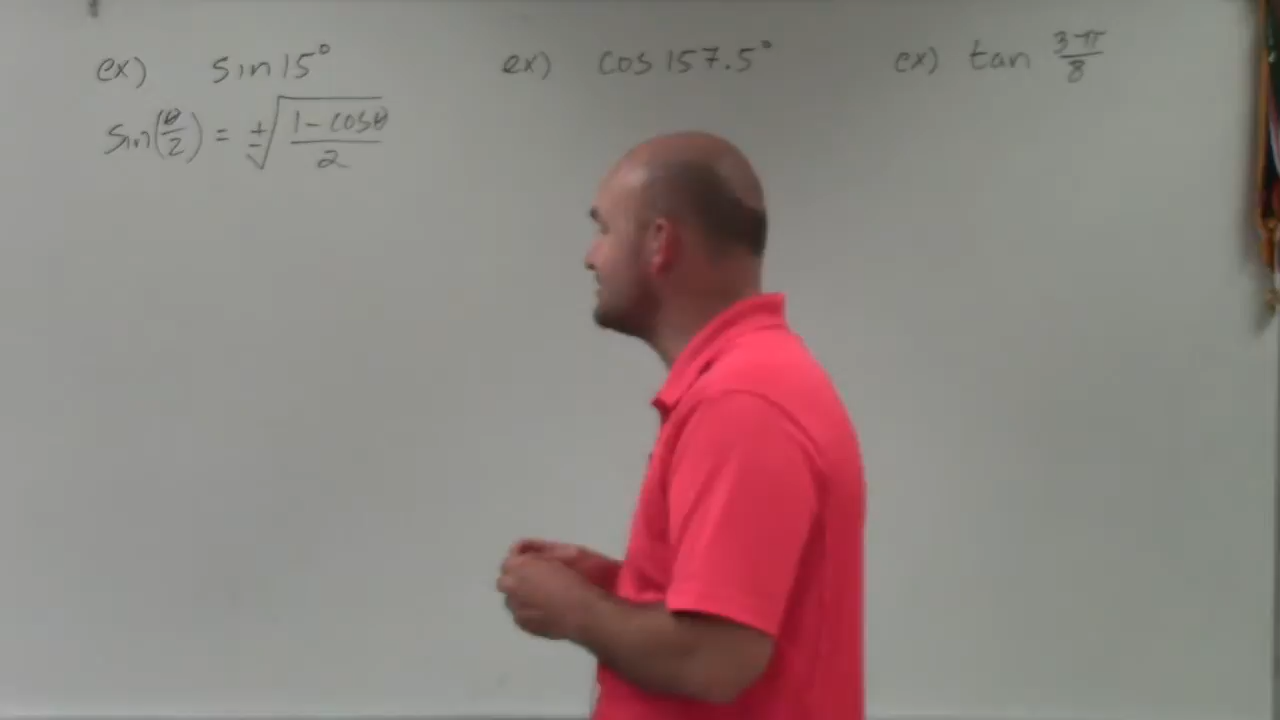 ex) sin 15°
sin(θ/2) = ±√((1 - cosθ)/2)
ex) cos 157.5°
ex) tan 3π/8